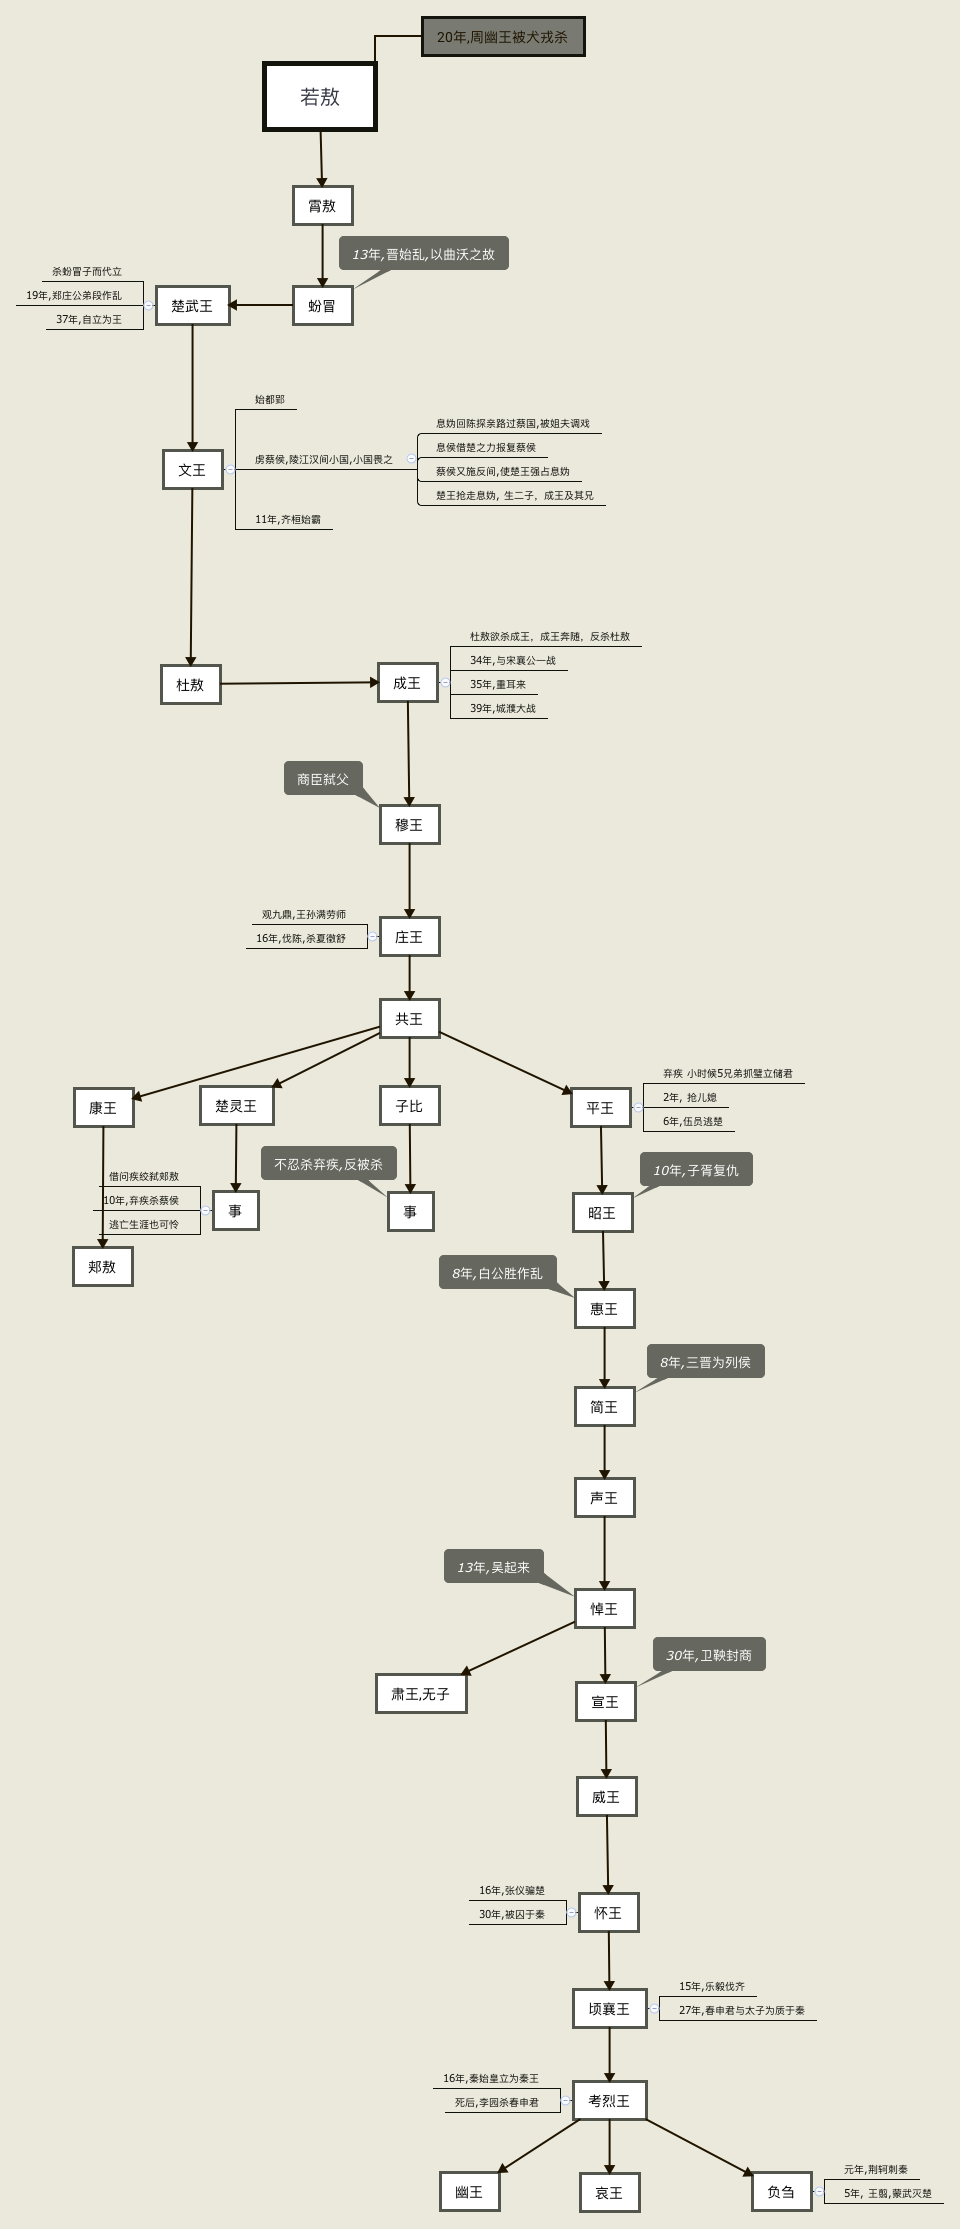 20年,周幽王被犬戎杀
若敖
霄敖
13年,晋始乱,以曲沃之故
杀蚡冒子而代立
19年,郑庄公弟段作乱
37年,自立为王
楚武王
蚡冒
始都郢
文王
虏蔡侯,陵江汉间小国,小国畏之
息妫回陈探亲路过蔡国,被姐夫调戏
息侯借楚之力报复蔡侯
蔡侯又施反间,使楚王强占息妫
楚王抢走息妫, 生二子, 成王及其兄
11年,齐桓始霸
杜敖
成王
杜敖欲杀成王, 成王奔随, 反杀杜敖
34年,与宋襄公一战
35年,重耳来
39年,城濮大战
商臣弑父
穆王
观九鼎,王孙满劳师
16年,伐陈,杀夏徵舒
庄王
共王
康王
楚灵王
子比
平王
弃疾 小时候5兄弟抓璧立储君
2年, 抢儿媳
6年,伍员逃楚
不忍杀弃疾,反被杀
10年,子胥复仇
借问疾绞弑郏敖
10年,弃疾杀蔡侯
逃亡生涯也可怜
事
事
昭王
郏敖
8年,白公胜作乱
惠王
8年,三晋为列侯
简王
声王
13年,吴起来
悼王
30年,卫鞅封商
肃王,无子
宣王
威王
16年,张仪骗楚
30年,被囚于秦
怀王
顷襄王
15年,乐毅伐齐
27年,春申君与太子为质于秦
16年,秦始皇立为秦王
死后,李园杀春申君
考烈王
幽王
哀王
负刍
元年,荆轲刺秦
5年, 王翦,蒙武灭楚